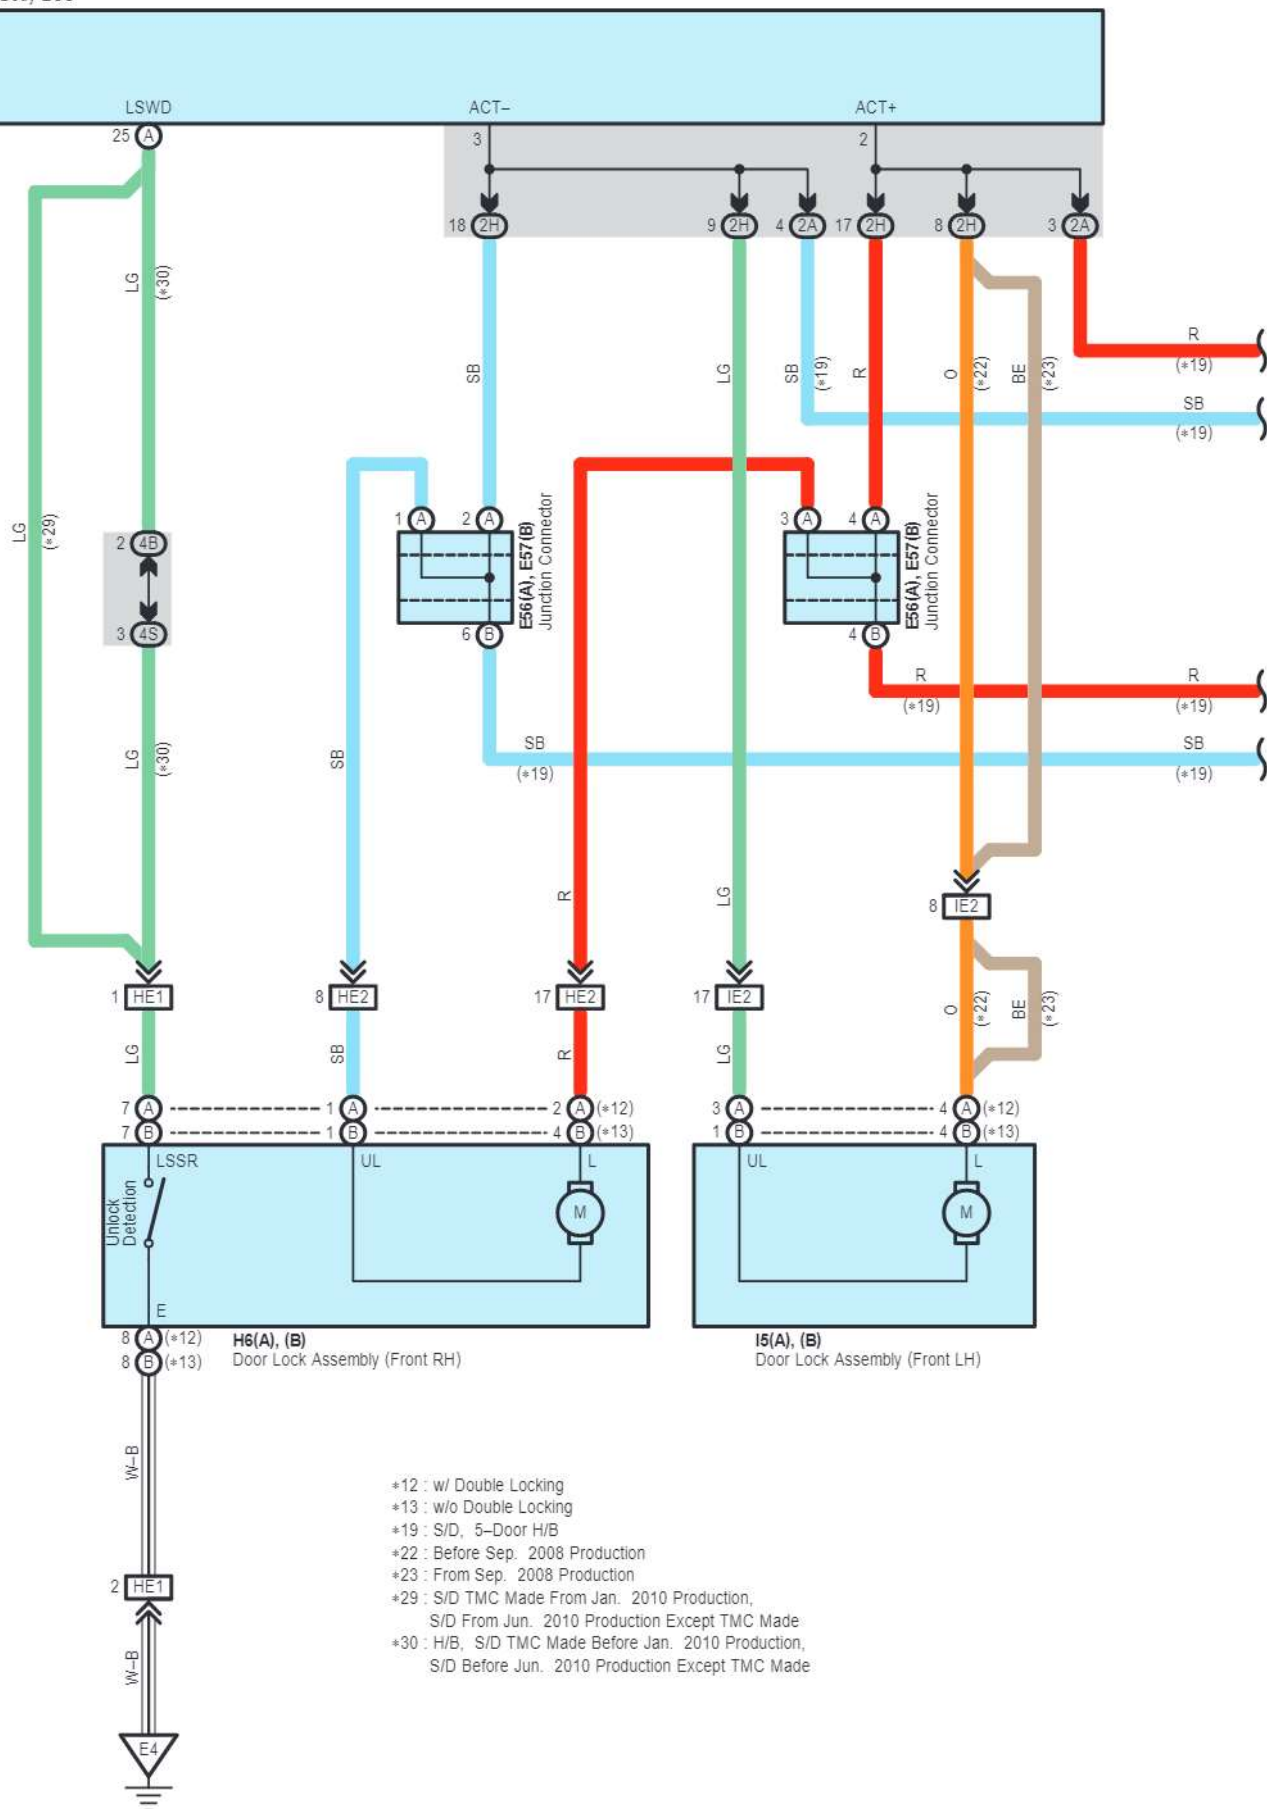 LSWD ACT– ACT+
25 A 3 2
18 2H 9 2H 4 2A 17 2H 8 2H 3 2A
LG (*30)
R
(*19)
SB LG SB (*19) R O (*22) BE (*23)
SB
(*19)
LG (*29)
1 A 2 A 3 A 4 A
2 4B
E56(A), E57(B)
Junction Connector
E56(A), E57(B)
Junction Connector
3 4S 6 B 4 B
R R
(*19) (*19)
LG (*30) SB
SB SB
(*19) (*19)
R LG 8 IE2
1 HE1 8 HE2 17 HE2 17 IE2
O (*22) BE (*23)
LG SB R LG
7 A 1 A 2 A (*12) 3 A 4 A (*12)
7 B 1 B 4 B (*13) 1 B 4 B (*13)
LSSR UL L UL L
Unlock
Detection
M M
E
8 A (*12) H6(A), (B) I5(A), (B)
8 B (*13) Door Lock Assembly (Front RH) Door Lock Assembly (Front LH)
W–B
*12 : w/ Double Locking
*13 : w/o Double Locking
*19 : S/D, 5–Door H/B
*22 : Before Sep. 2008 Production
*23 : From Sep. 2008 Production
2 HE1
*29 : S/D TMC Made From Jan. 2010 Production,
S/D From Jun. 2010 Production Except TMC Made
*30 : H/B, S/D TMC Made Before Jan. 2010 Production,
S/D Before Jun. 2010 Production Except TMC Made
W–B
E4